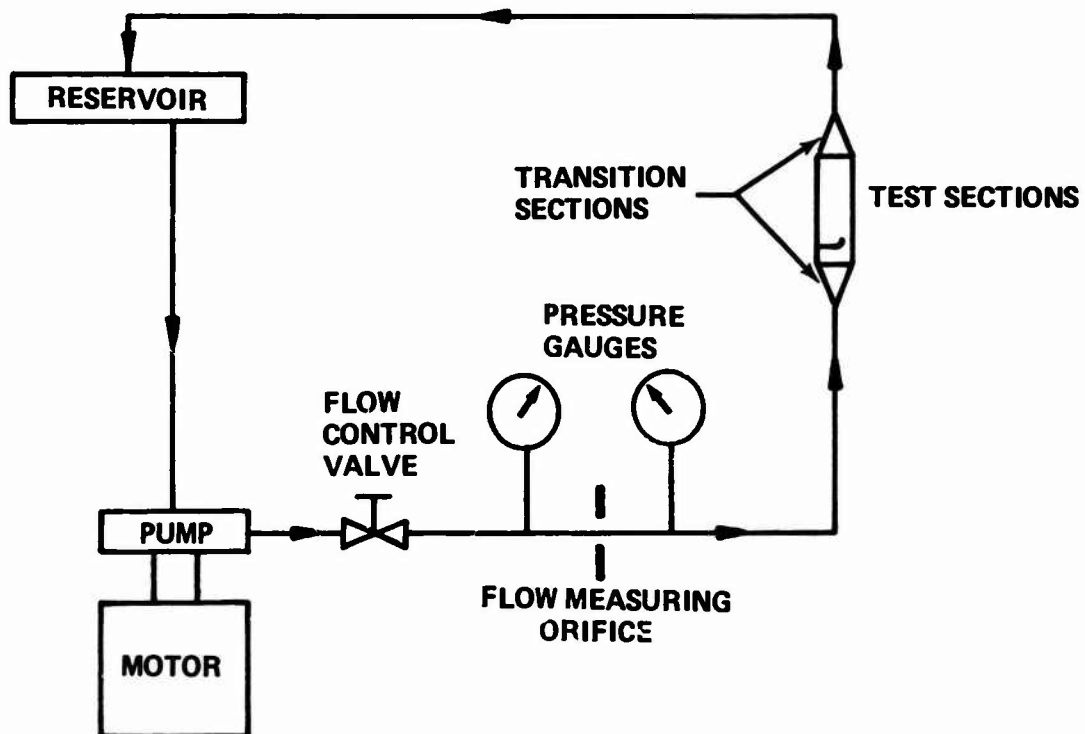 RESERVOIR
TRANSITION
SECTIONS
TEST SECTIONS
PRESSURE
GAUGES
FLOW
CONTROL
VALVE
PUMP
FLOW MEASURING
ORIFICE
MOTOR